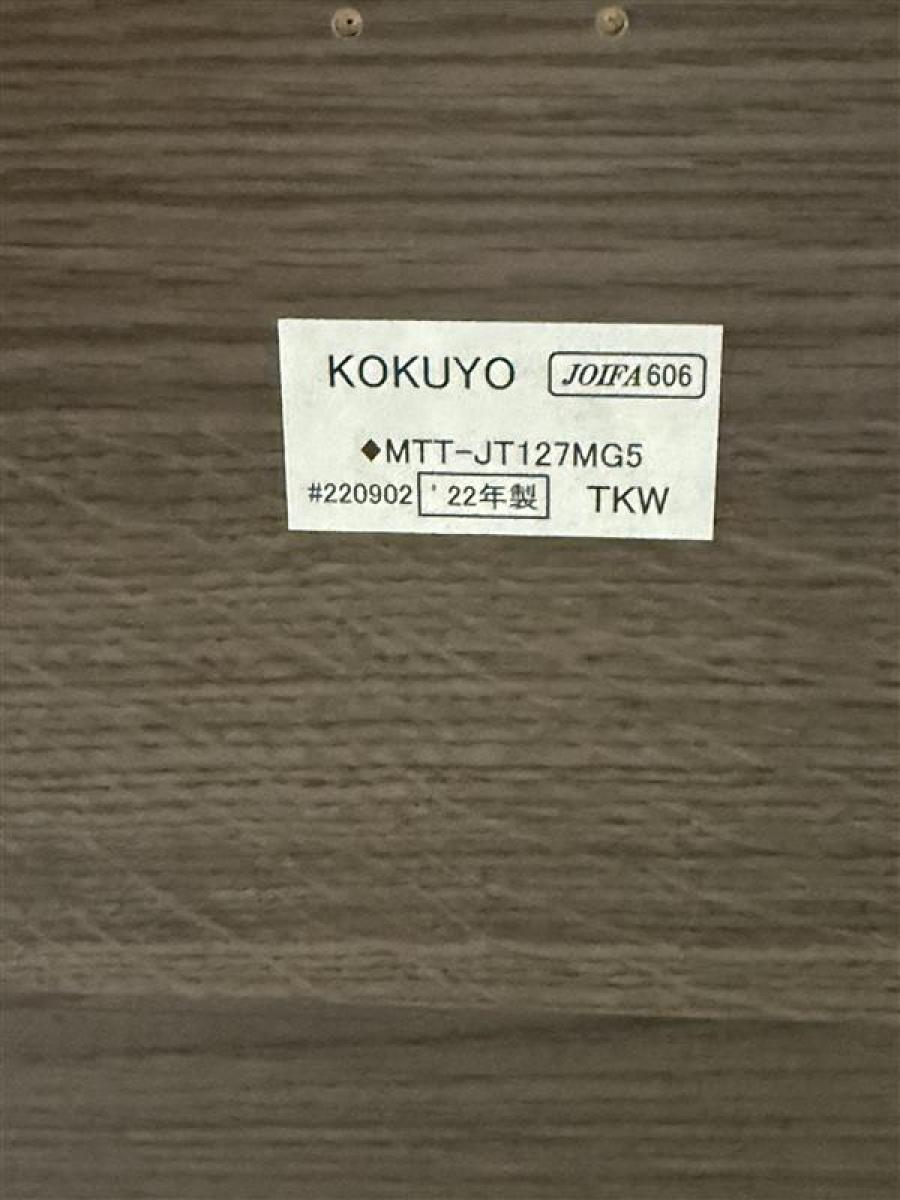 KOKUYO JOIFA606
◆MTT-JT127MG5
#220902 '22年製 TKW